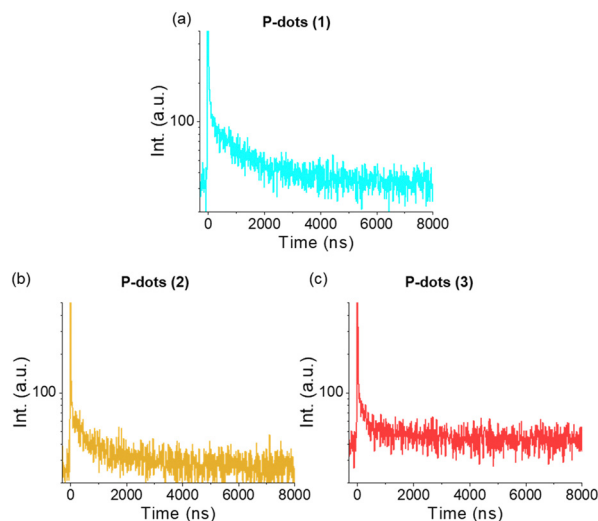 (a)
P-dots (1)
Int. (a.u.)
100
0 2000 4000 6000 8000
Time (ns)
(b)
P-dots (2)
Int. (a.u.)
100
0 2000 4000 6000 8000
Time (ns)
(c)
P-dots (3)
Int. (a.u.)
100
0 2000 4000 6000 8000
Time (ns)